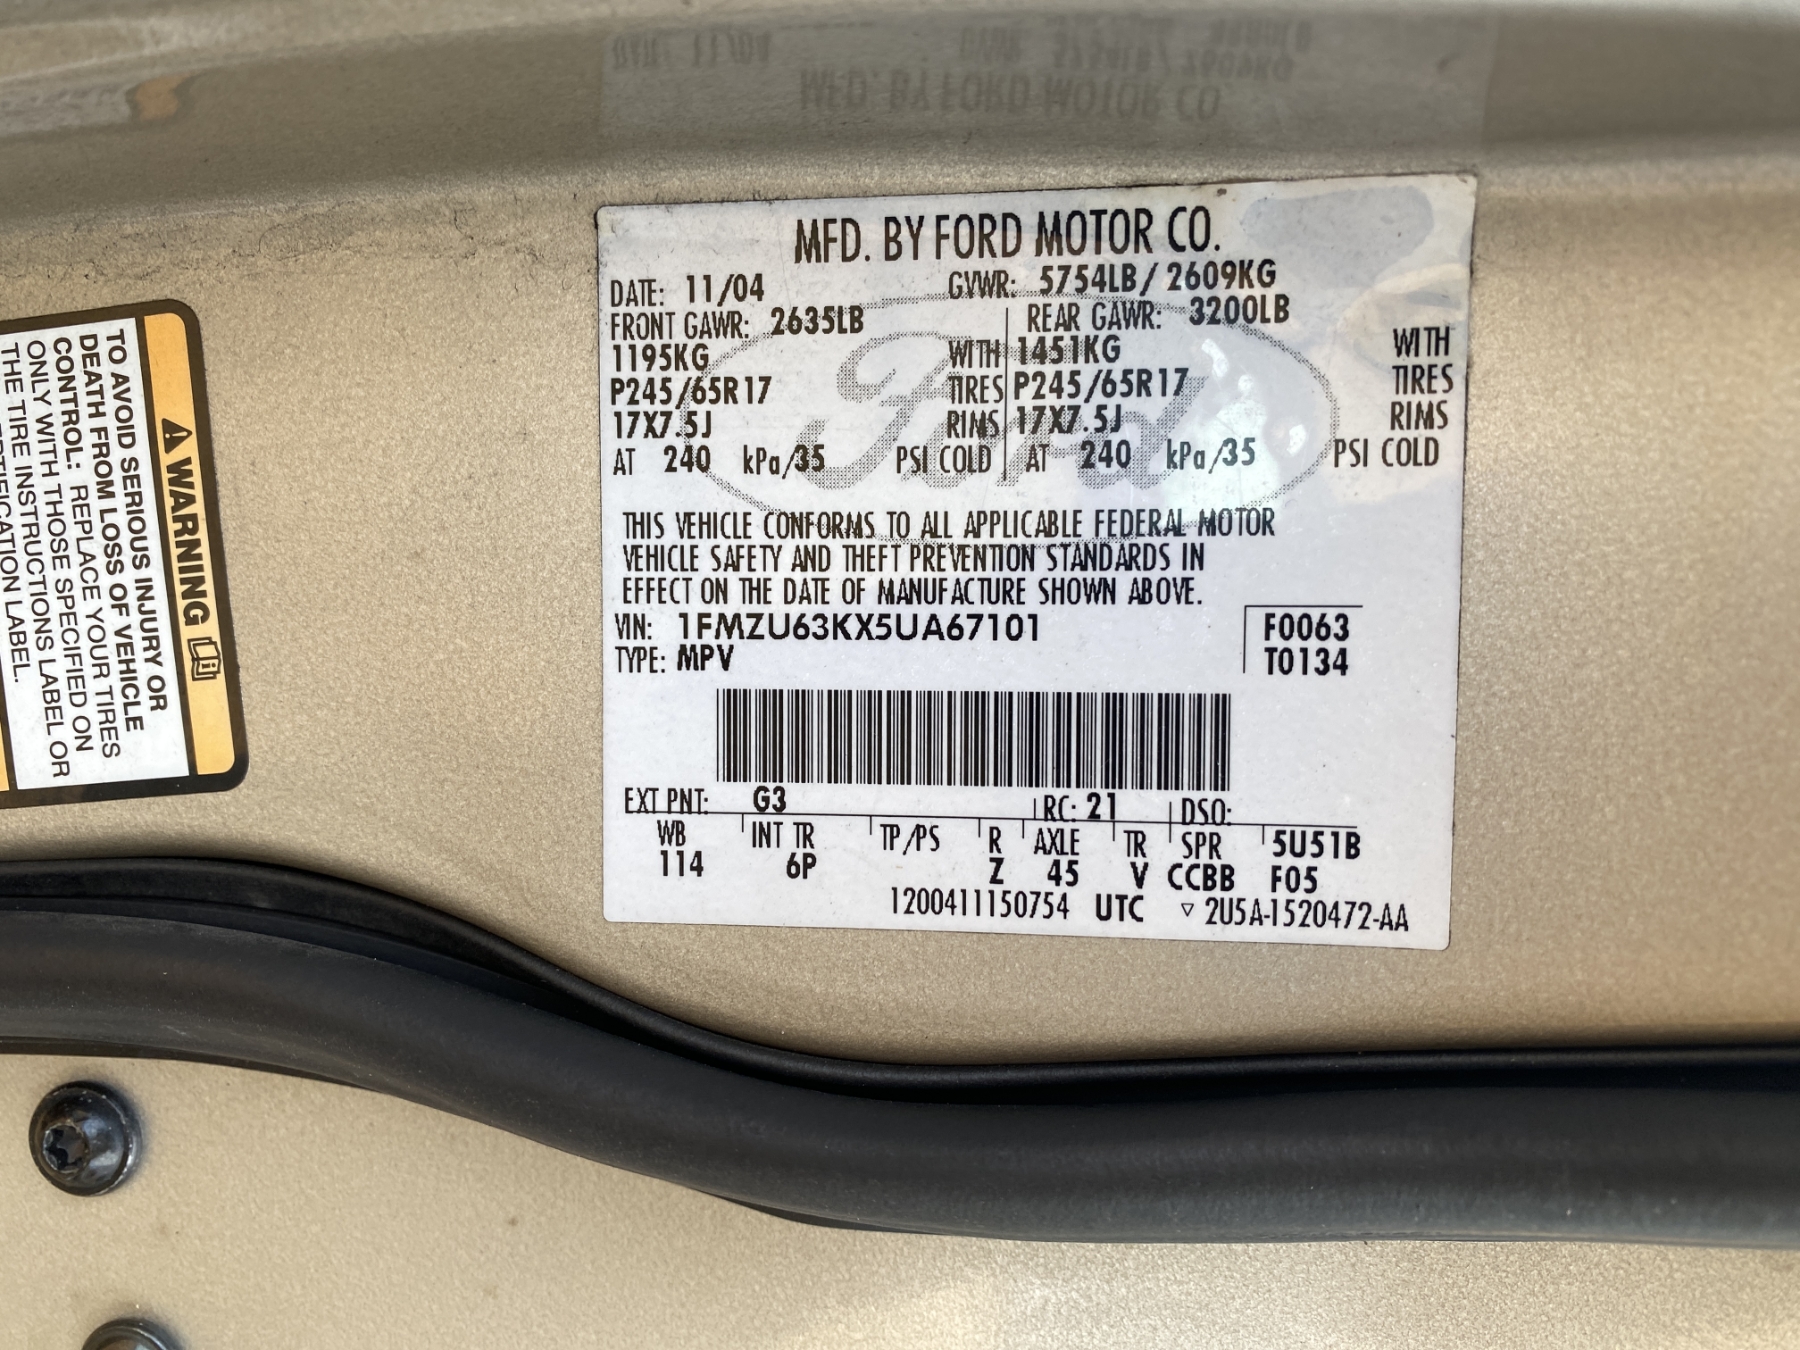 MFD. BY FORD MOTOR CO.
DATE: 11/04 GVWR: 5754LB/ 2609KG
FRONT GAWR: 2635LB REAR GAWR: 3200LB
1195KG WITH 1451KG WITH
P245/65R17 TIRES P245/65R17 TIRES
17X7.5J RIMS 17X7.5J RIMS
AT 240 kPa/35 PSI COLD AT 240 kPa/35 PSI COLD
Ford
THIS VEHICLE CONFORMS TO ALL APPLICABLE FEDERAL MOTOR
VEHICLE SAFETY AND THEFT PREVENTION STANDARDS IN
EFFECT ON THE DATE OF MANUFACTURE SHOWN ABOVE.
VIN: 1FMZU63KX5UA67101 F0063
TYPE: MPV T0134
EXT PNT: G3 RC: 21 DSO:
WB INT TR TP/PS R AXLE TR SPR 5U51B
114 6P Z 45 V CCBB F05
1200411150754 UTC ▽ 2U5A-1520472-AA
⚠ WARNING
TO AVOID SERIOUS INJURY OR
DEATH FROM LOSS OF VEHICLE
CONTROL: REPLACE YOUR TIRES
ONLY WITH THOSE SPECIFIED ON
THE TIRE INSTRUCTIONS LABEL OR
LABEL.
DATE: 11/04
MFD. BY FORD MOTOR CO.